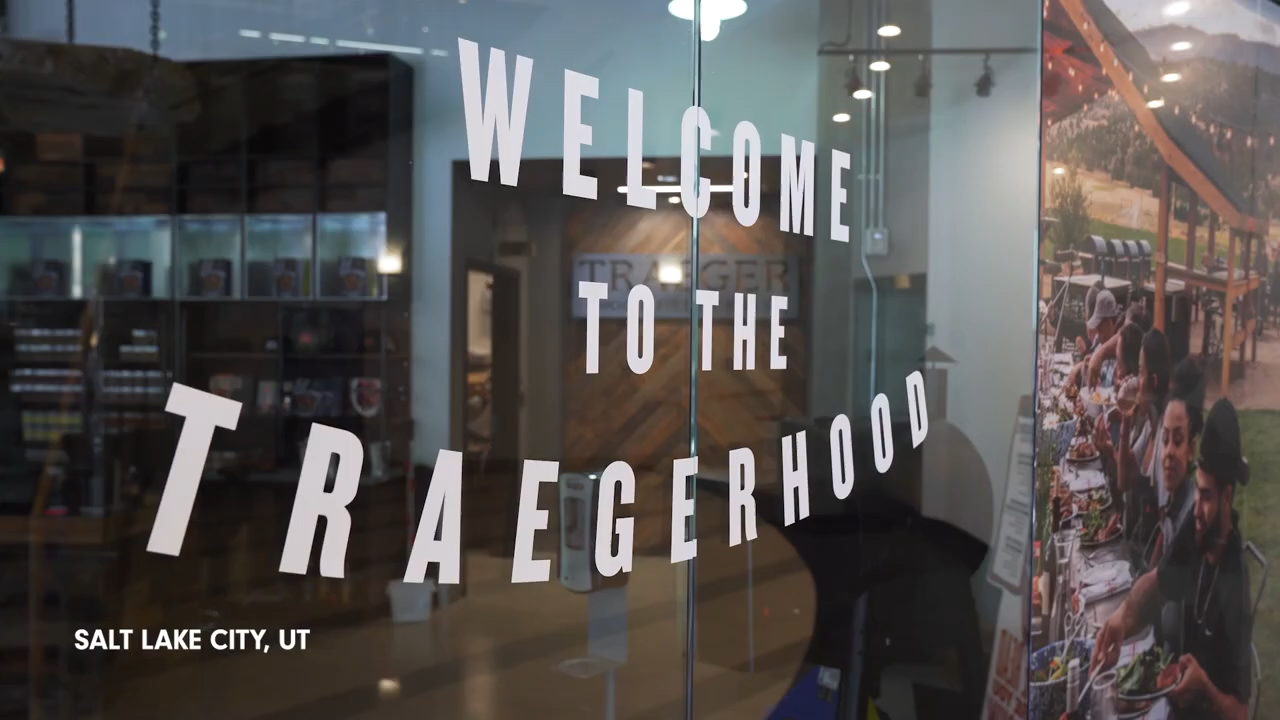 WELCOME
TO THE
TRAEGERHOOD
TRAEGER
SALT LAKE CITY, UT